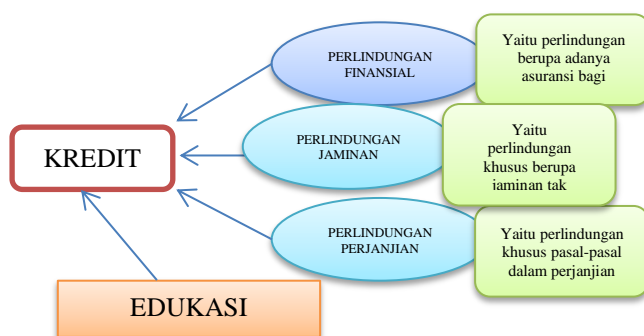 PERLINDUNGAN
FINANSIAL
Yaitu perlindungan
berupa adanya
asuransi bagi
KREDIT
PERLINDUNGAN
JAMINAN
Yaitu
perlindungan
khusus berupa
jaminan tak
PERLINDUNGAN
PERJANJIAN
Yaitu perlindungan
khusus pasal-pasal
dalam perjanjian
EDUKASI